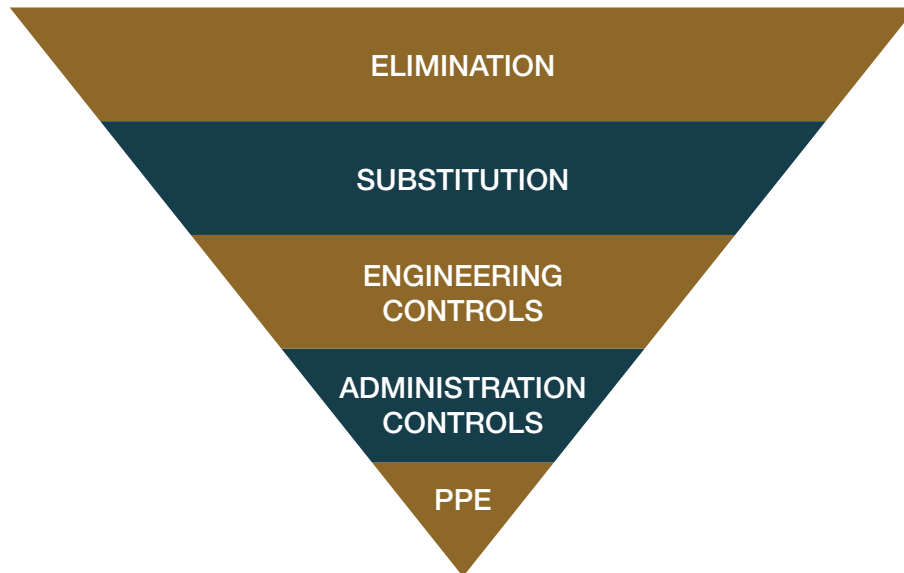 ELIMINATION
SUBSTITUTION
ENGINEERING
CONTROLS
ADMINISTRATION
CONTROLS
PPE